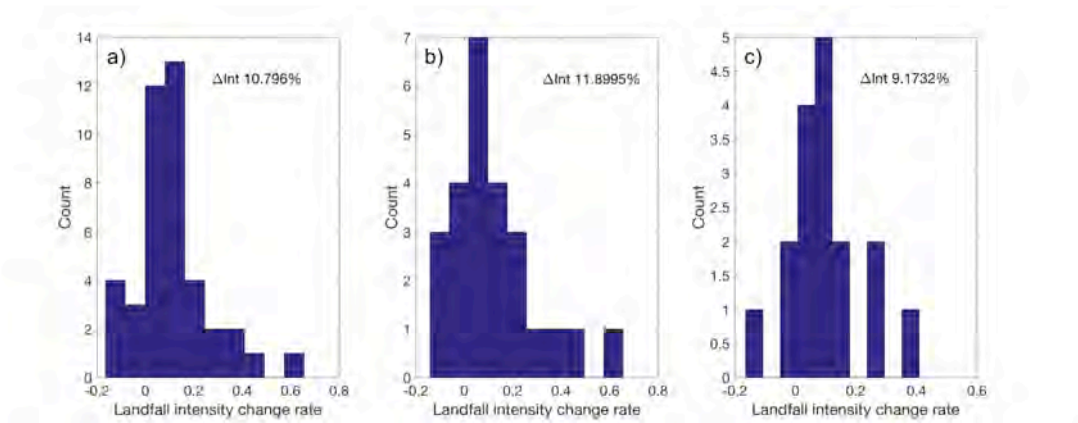 a)
ΔInt 10.796%
14
12
10
8
6
4
2
0
Count
-0.2 0 0.2 0.4 0.6 0.8
Landfall intensity change rate
b)
ΔInt 11.8995%
7
6
5
4
3
2
1
0
Count
-0.2 0 0.2 0.4 0.6 0.8
Landfall intensity change rate
c)
ΔInt 9.1732%
5
4.5
4
3.5
3
2.5
2
1.5
1
0.5
0
Count
-0.2 0 0.2 0.4 0.6
Landfall intensity change rate